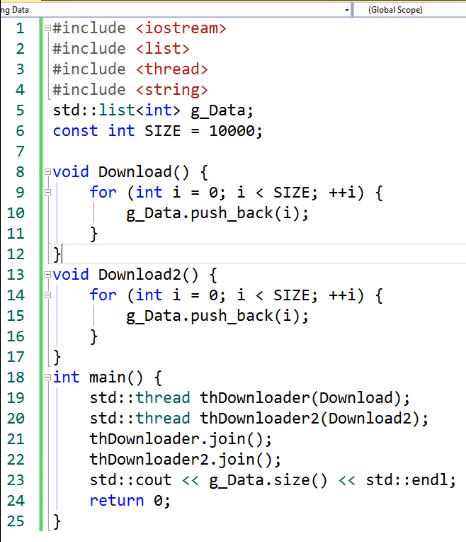 ng Data (Global Scope)
1 #include <iostream>
2 #include <list>
3 #include <thread>
4 #include <string>
5 std::list<int> g_Data;
6 const int SIZE = 10000;
7
8 void Download() {
9     for (int i = 0; i < SIZE; ++i) {
10         g_Data.push_back(i);
11     }
12 }
13 void Download2() {
14     for (int i = 0; i < SIZE; ++i) {
15         g_Data.push_back(i);
16     }
17 }
18 int main() {
19     std::thread thDownloader(Download);
20     std::thread thDownloader2(Download2);
21     thDownloader.join();
22     thDownloader2.join();
23     std::cout << g_Data.size() << std::endl;
24     return 0;
25 }